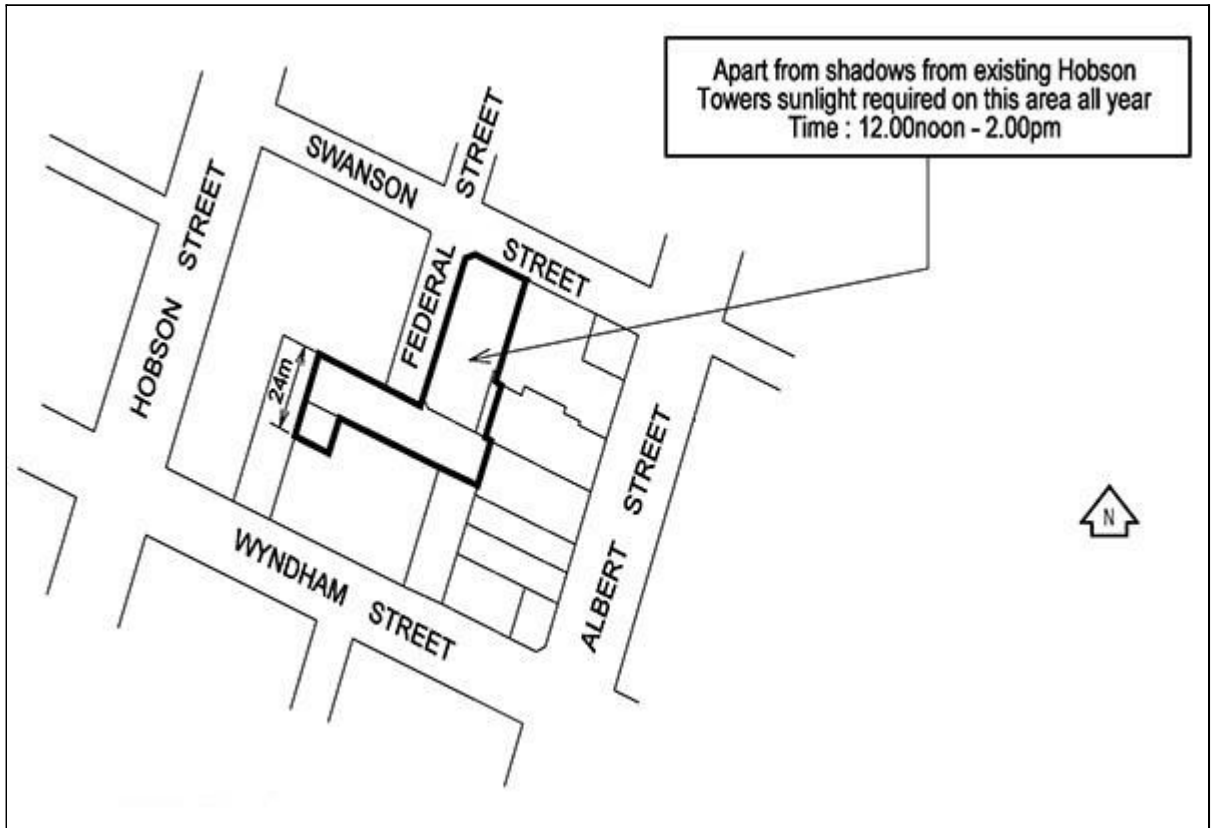 Apart from shadows from existing Hobson
Towers sunlight required on this area all year
Time : 12.00noon - 2.00pm
SWANSON STREET
STREET
FEDERAL
HOBSON STREET
24m
WYNDHAM STREET
ALBERT STREET
N